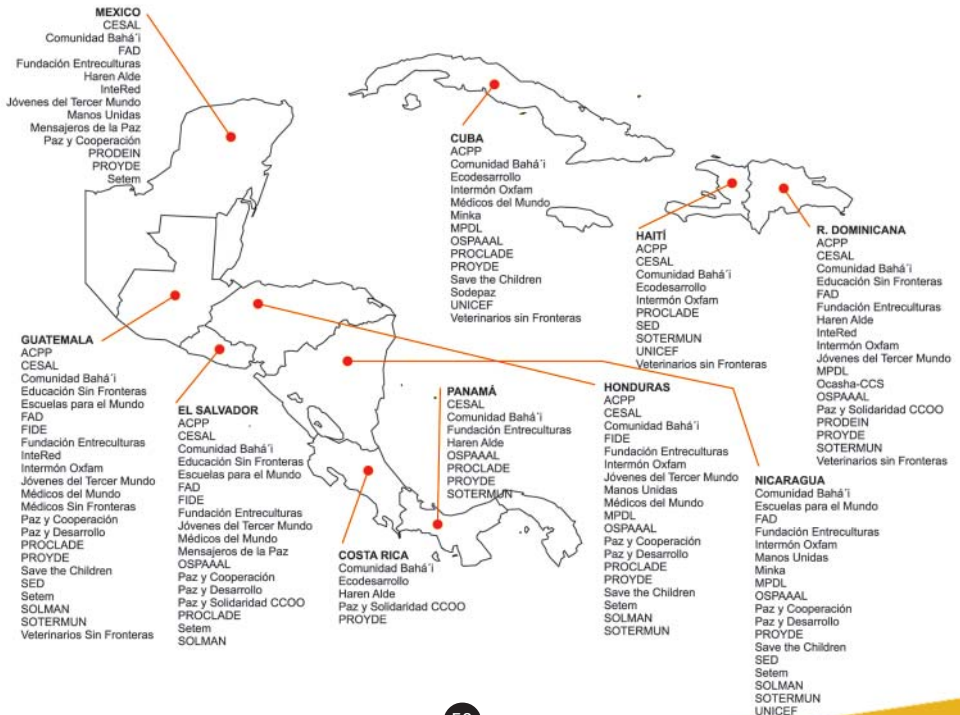 MEXICO
CESAL
Comunidad Bahá´i
FAD
Fundación Entreculturas
Haren Alde
InteRed
Jóvenes del Tercer Mundo
Manos Unidas
Mensajeros de la Paz
Paz y Cooperación
PRODEIN
PROYDE
Setem
CUBA
ACPP
Comunidad Bahá´i
Ecodesarrollo
Intermón Oxfam
Médicos del Mundo
Minka
MPDL
OSPAAAL
PROCLADE
PROYDE
Save the Children
Sodepaz
UNICEF
Veterinarios sin Fronteras
HAITÍ
ACPP
CESAL
Comunidad Bahá´i
Ecodesarrollo
Intermón Oxfam
PROCLADE
SED
SOTERMUN
UNICEF
Veterinarios sin Fronteras
R. DOMINICANA
ACPP
CESAL
Comunidad Bahá´i
Educación Sin Fronteras
FAD
Fundación Entreculturas
Haren Alde
InteRed
Intermón Oxfam
Jóvenes del Tercer Mundo
MPDL
Ocasha-CCS
OSPAAAL
Paz y Solidaridad CCOO
PRODEIN
PROYDE
SOTERMUN
Veterinarios sin Fronteras
GUATEMALA
ACPP
CESAL
Comunidad Bahá´i
Educación Sin Fronteras
Escuelas para el Mundo
FAD
FIDE
Fundación Entreculturas
InteRed
Intermón Oxfam
Jóvenes del Tercer Mundo
Médicos del Mundo
Médicos Sin Fronteras
Paz y Cooperación
Paz y Desarrollo
PROCLADE
PROYDE
Save the Children
SED
Setem
SOLMAN
SOTERMUN
Veterinarios Sin Fronteras
EL SALVADOR
ACPP
CESAL
Comunidad Bahá´i
Educación Sin Fronteras
Escuelas para el Mundo
FAD
FIDE
Fundación Entreculturas
Jóvenes del Tercer Mundo
Médicos del Mundo
Mensajeros de la Paz
OSPAAAL
Paz y Cooperación
Paz y Desarrollo
Paz y Solidaridad CCOO
PROCLADE
Setem
SOLMAN
COSTA RICA
Comunidad Bahá´i
Ecodesarrollo
Haren Alde
Paz y Solidaridad CCOO
PROYDE
PANAMÁ
CESAL
Comunidad Bahá´i
Fundación Entreculturas
Haren Alde
OSPAAAL
PROCLADE
PROYDE
SOTERMUN
HONDURAS
ACPP
CESAL
Comunidad Bahá´i
FIDE
Fundación Entreculturas
Intermón Oxfam
Jóvenes del Tercer Mundo
Manos Unidas
Médicos del Mundo
MPDL
OSPAAAL
Paz y Cooperación
Paz y Desarrollo
PROCLADE
PROYDE
Save the Children
Setem
SOLMAN
SOTERMUN
NICARAGUA
Comunidad Bahá´i
Escuelas para el Mundo
FAD
Fundación Entreculturas
Intermón Oxfam
Manos Unidas
Minka
MPDL
OSPAAAL
Paz y Cooperación
Paz y Desarrollo
PROYDE
Save the Children
SED
Setem
SOLMAN
SOTERMUN
UNICEF